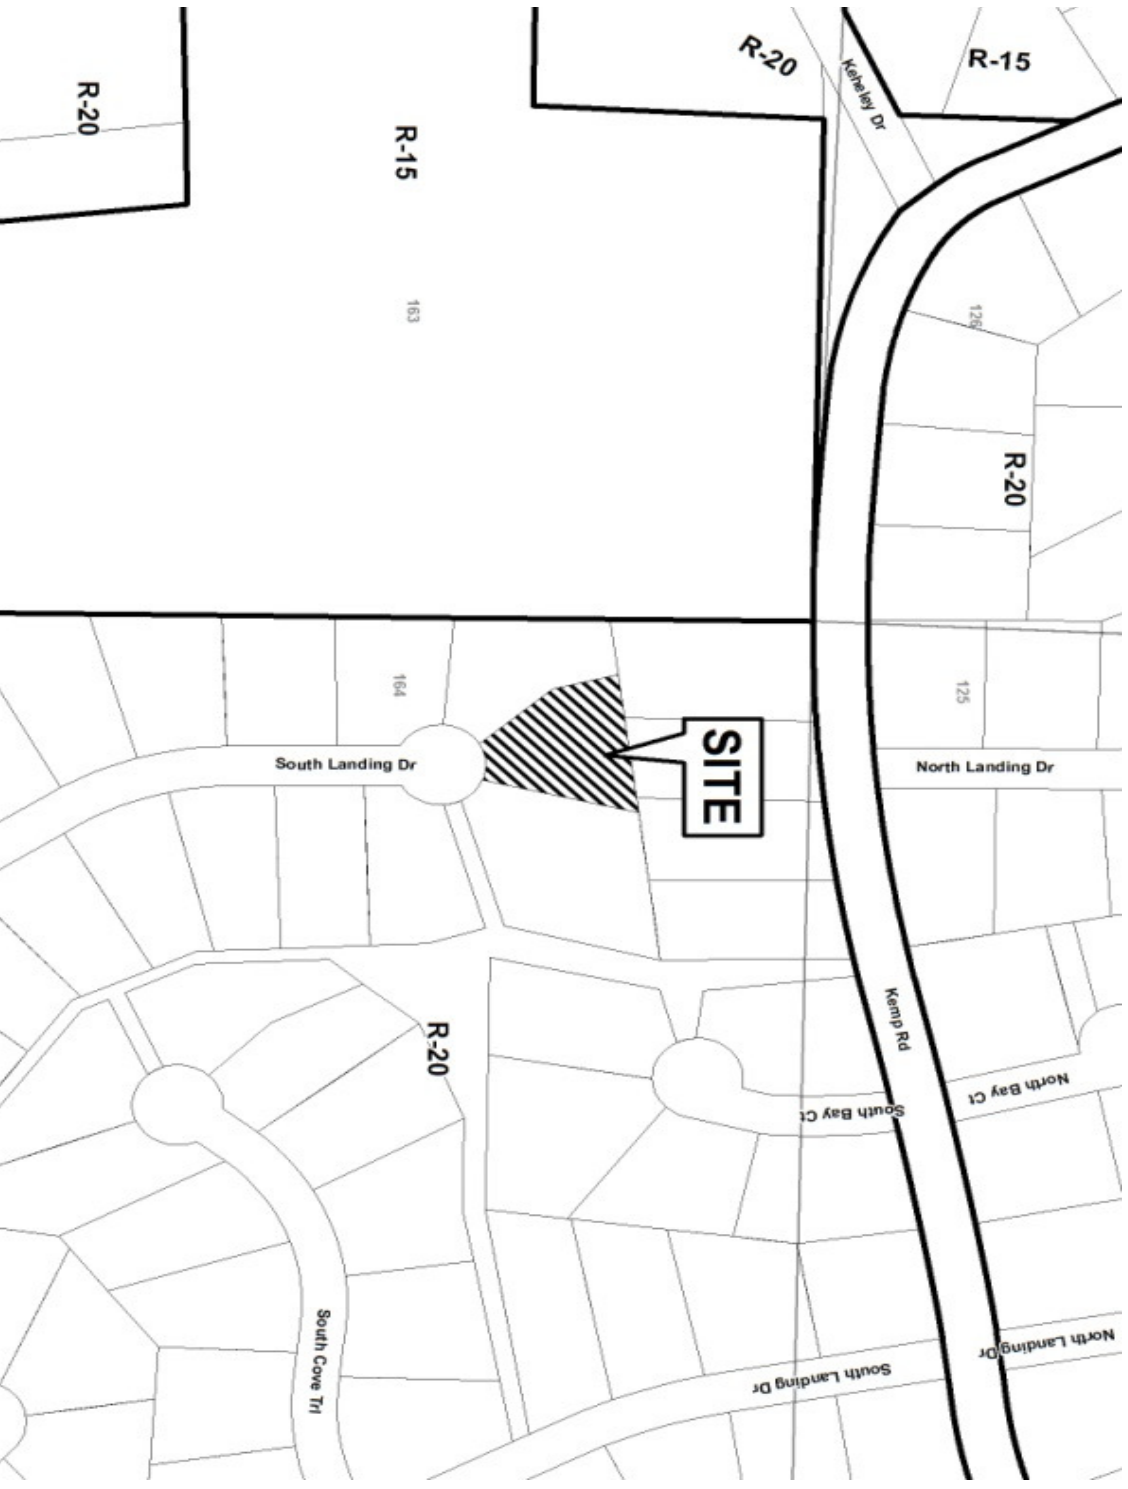 R-20
R-15
Keheley Dr
R-20
R-15
163
126
R-20
164
125
South Landing Dr
SITE
North Landing Dr
R-20
Kemp Rd
North Bay Ct
South Bay Ct
South Cove Trl
North Landing Dr
South Landing Dr